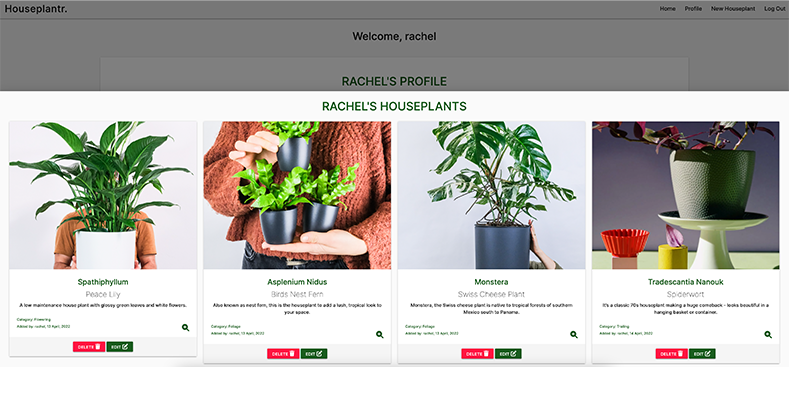 Houseplantr.
Home Profile New Houseplant Log Out
Welcome, rachel
RACHEL'S PROFILE
RACHEL'S HOUSEPLANTS
Spathiphyllum
Peace Lily
A low maintenance house plant with glossy green leaves and white flowers.
Category: Flowering
Added by: rachel, 13 April, 2022
DELETE EDIT
Asplenium Nidus
Birds Nest Fern
Also known as nest fern, this is the houseplant to add a lush, tropical look to
your space.
Category: Foliage
Added by: rachel, 13 April, 2022
DELETE EDIT
Monstera
Swiss Cheese Plant
Monstera, the Swiss Cheese plant is native to tropical forests of southern
Mexico south to Panama.
Category: Foliage
Added by: rachel, 13 April, 2022
DELETE EDIT
Tradescantia Nanouk
Spiderwort
It's a classic 70s houseplant making a huge comeback - looks beautiful in a
hanging basket or container.
Category: Trailing
Added by: rachel, 14 April, 2022
DELETE EDIT